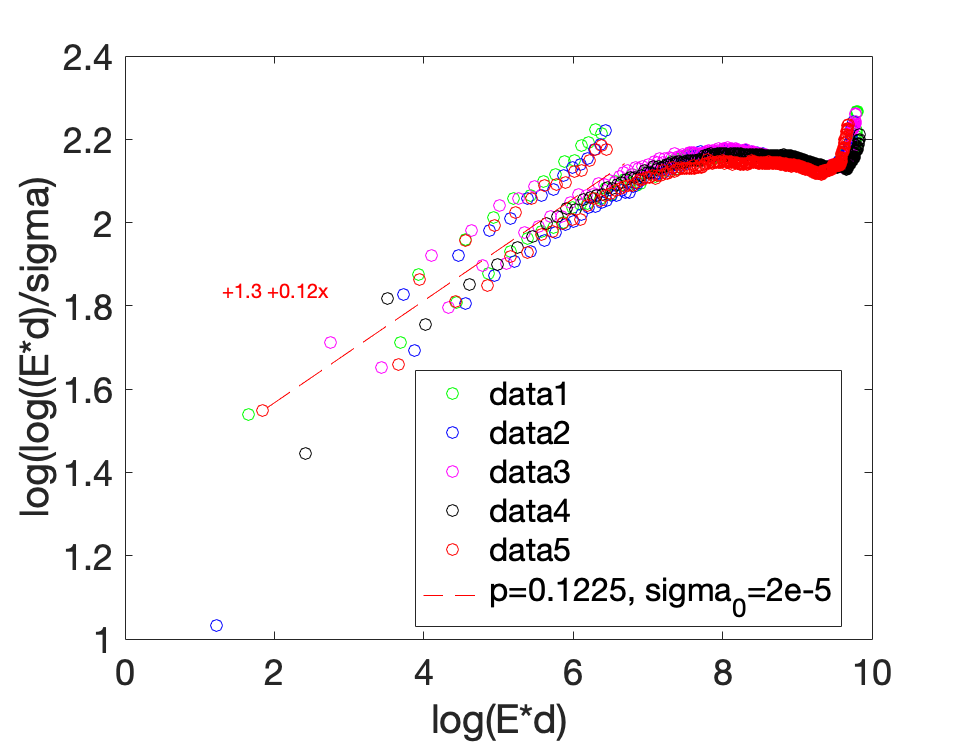 2.4
2.2
2
1.8
1.6
1.4
1.2
1
log(log((E*d)/sigma)
+1.3 +0.12x
data1
data2
data3
data4
data5
p=0.1225, sigma_0=2e-5
0 2 4 6 8 10
log(E*d)